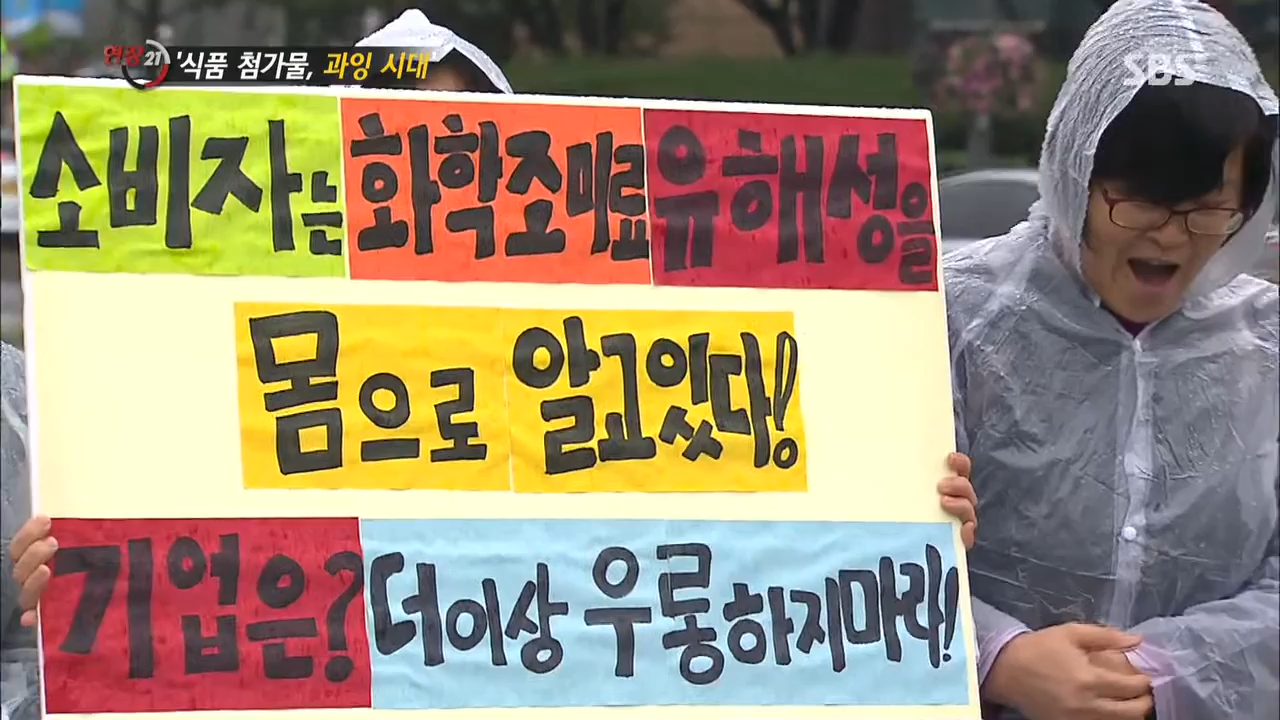 현장21 '식품 첨가물, 과잉 시대'
SBS
소비자는 화학조미료 유해성을
몸으로 알고있다!
기업은? 더이상 우롱하지마라!